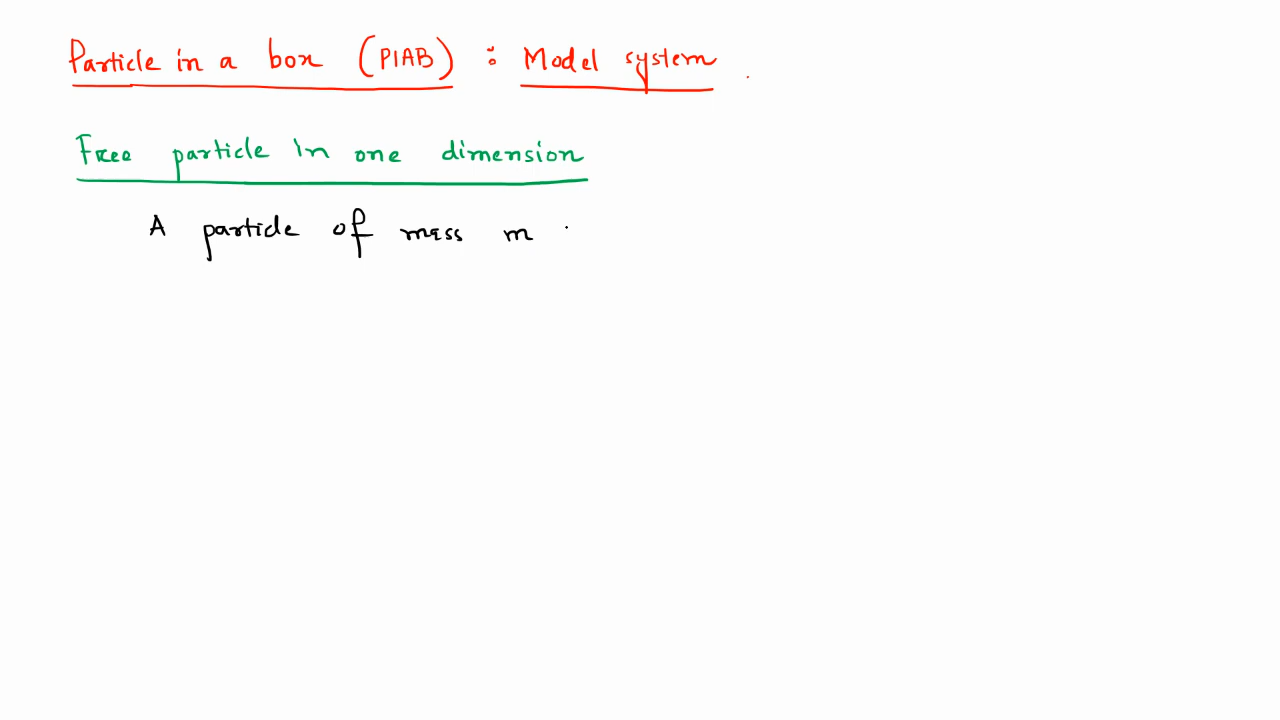 Particle in a box (PIAB) : Model system
Free particle in one dimension
A particle of mass m